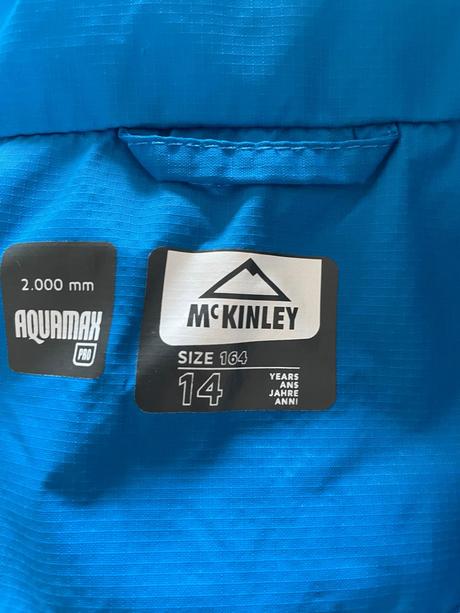 2.000 mm
AQUAMAX
PRO
McKINLEY
SIZE 164
14
YEARS
ANS
JAHRE
ANNI